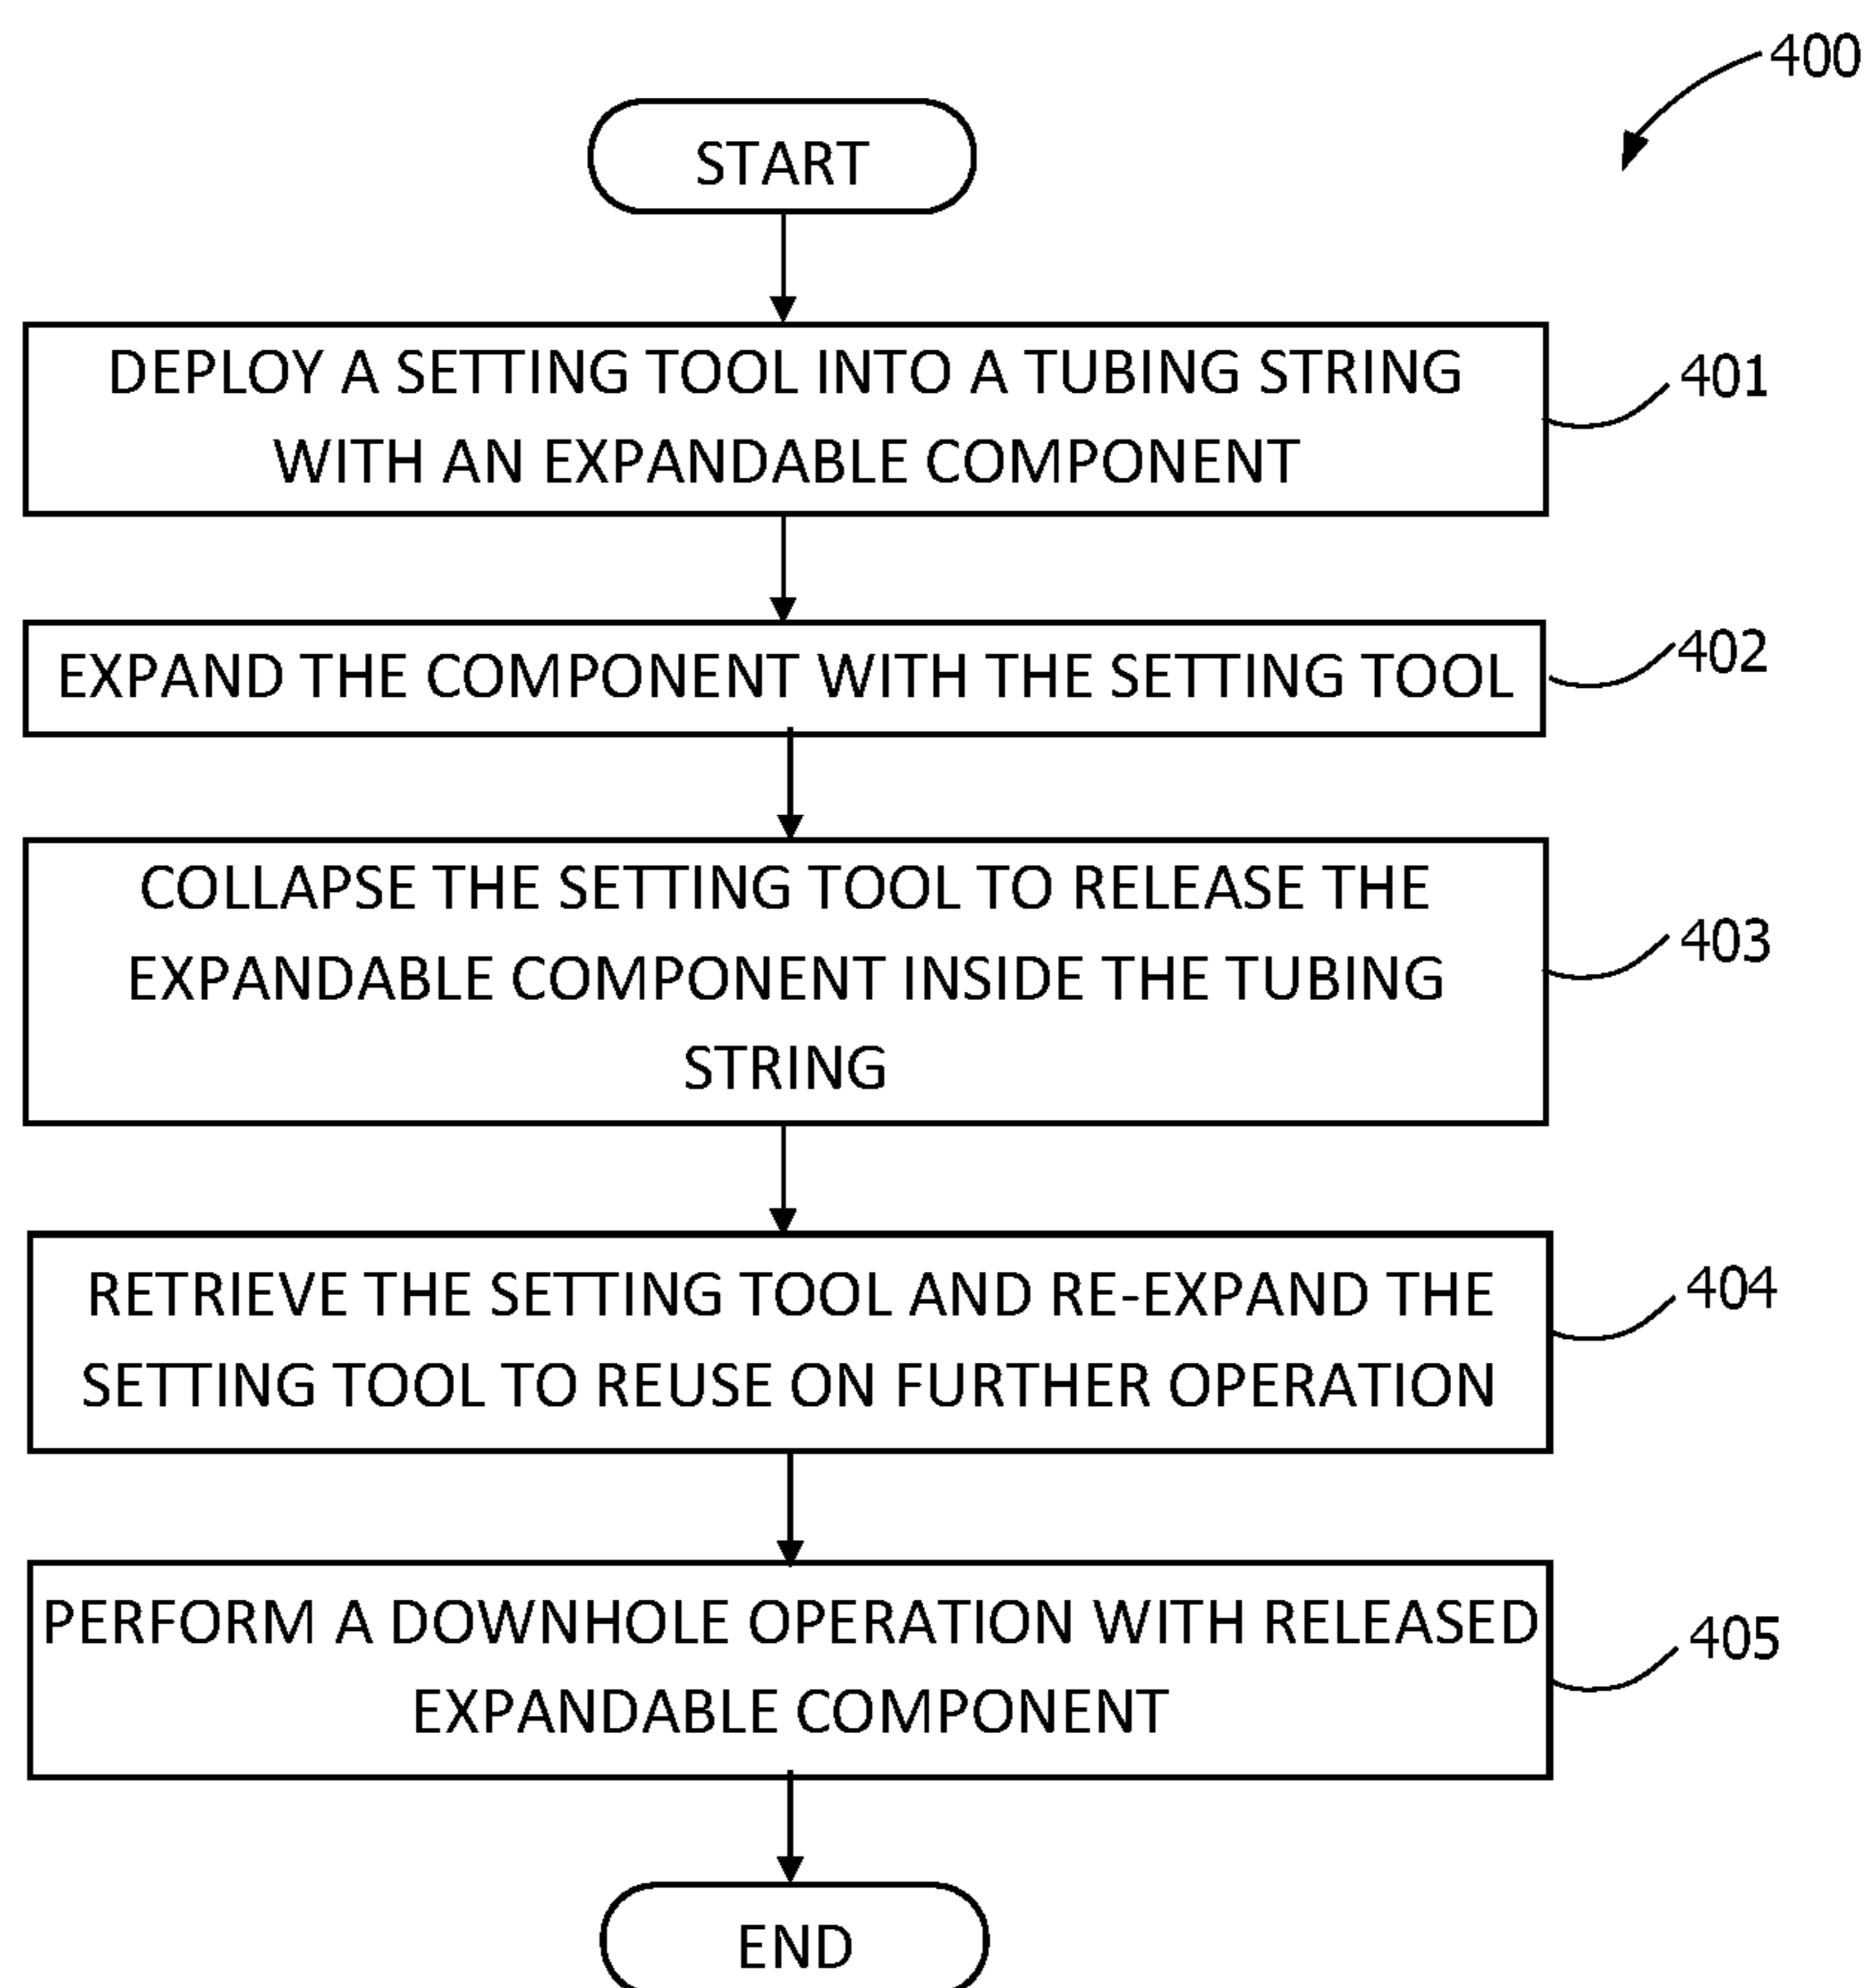 400
START
DEPLOY A SETTING TOOL INTO A TUBING STRING
WITH AN EXPANDABLE COMPONENT
401
EXPAND THE COMPONENT WITH THE SETTING TOOL
402
COLLAPSE THE SETTING TOOL TO RELEASE THE
EXPANDABLE COMPONENT INSIDE THE TUBING
STRING
403
RETRIEVE THE SETTING TOOL AND RE-EXPAND THE
SETTING TOOL TO REUSE ON FURTHER OPERATION
404
PERFORM A DOWNHOLE OPERATION WITH RELEASED
EXPANDABLE COMPONENT
405
END